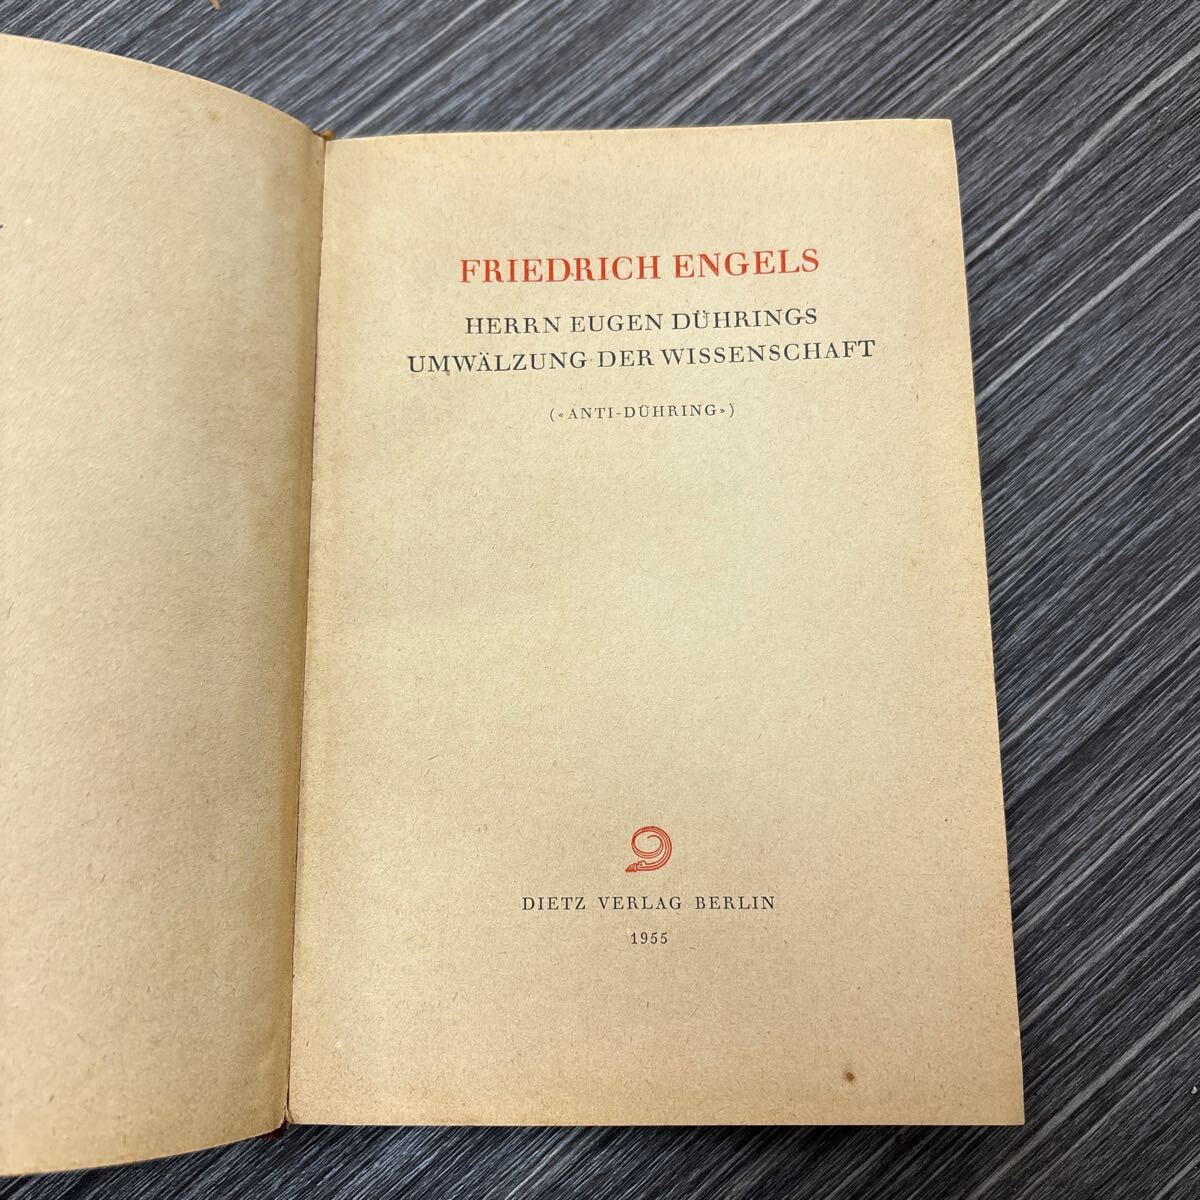 FRIEDRICH ENGELS
HERRN EUGEN DÜHRINGS
UMWÄLZUNG DER WISSENSCHAFT
(«ANTI-DÜHRING»)
DIETZ VERLAG BERLIN
1955